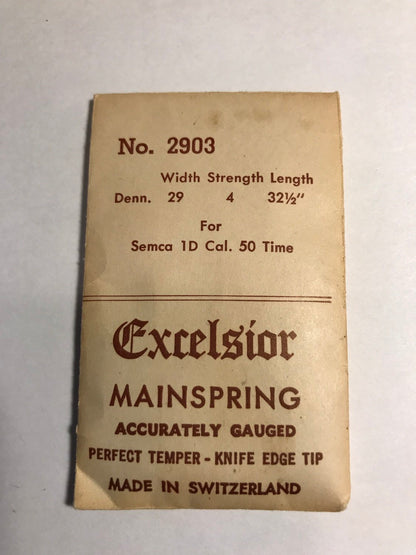 No. 2903
Width Strength Length
Denn. 29 4 32½"
For
Semca 1D Cal. 50 Time
Excelsior
MAINSPRING
ACCURATELY GAUGED
PERFECT TEMPER - KNIFE EDGE TIP
MADE IN SWITZERLAND